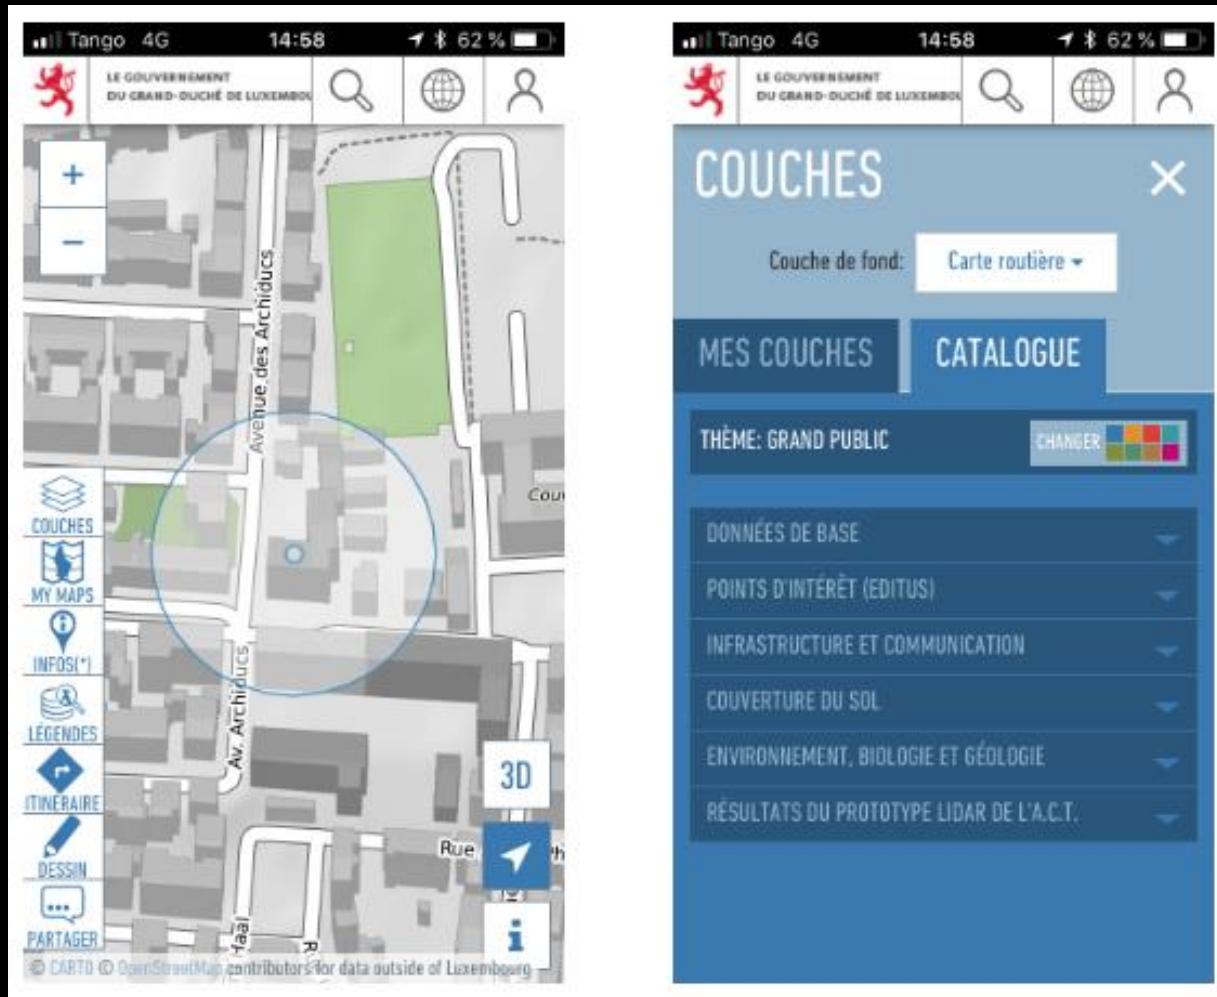 Tango 4G 14:58 62 %
LE GOUVERNEMENT
DU GRAND-DUCHÉ DE LUXEMBOU
+
−
Avenue des Archiducs
Cou
COUCHES
MY MAPS
INFOS(*)
LÉGENDES
ITINÉRAIRE
DESSIN
PARTAGER
Av. Archiducs
3D
Rue
Haal
R
i
© CARTO © OpenStreetMap contributors for data outside of Luxembourg
Tango 4G 14:58 62 %
LE GOUVERNEMENT
DU GRAND-DUCHÉ DE LUXEMBOU
COUCHES
Couche de fond: Carte routière
MES COUCHES CATALOGUE
THÈME: GRAND PUBLIC CHANGER
DONNÉES DE BASE
POINTS D'INTÉRÊT (EDITUS)
INFRASTRUCTURE ET COMMUNICATION
COUVERTURE DU SOL
ENVIRONNEMENT, BIOLOGIE ET GÉOLOGIE
RÉSULTATS DU PROTOTYPE LIDAR DE L'A.C.T.